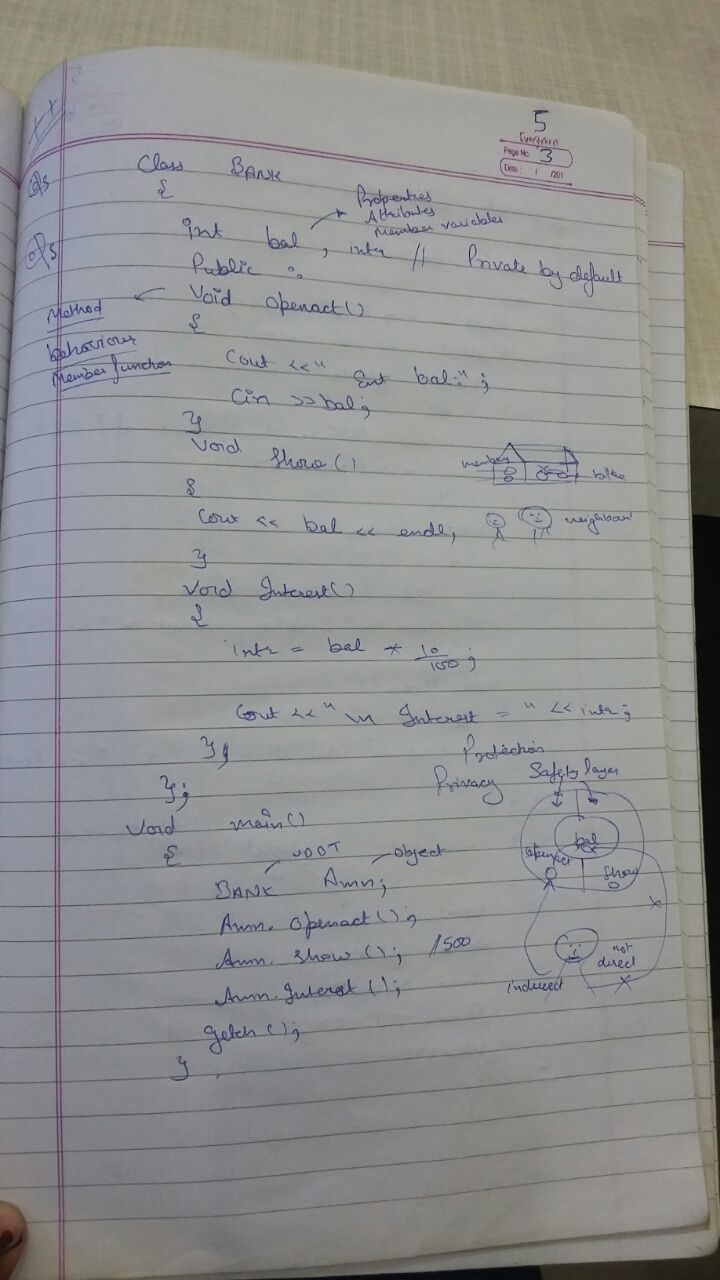 5
Evergreen
Page No. 3
Date: / /201
Class BANK
{
Properties
Attributes
Member variables
int bal, intr // Private by default
Public :
Void openact()
Method
behaviour
Member function
{
Cout <<" Ent bal:";
Cin >>bal;
}
Void Show()
members
bike
{
Cout << bal << endl;
neighbour
}
Void Interest()
{
intr = bal * 10/100;
Cout <<" \n Interest = " << intr;
};
Protection
Privacy Safety layer
};
Void main()
bal
openact
Show
{
UDDT object
BANK Amn;
Amn. Openact();
Amn. Show(); 1500
not
direct
Amn. Interest();
indirect
getch();
}